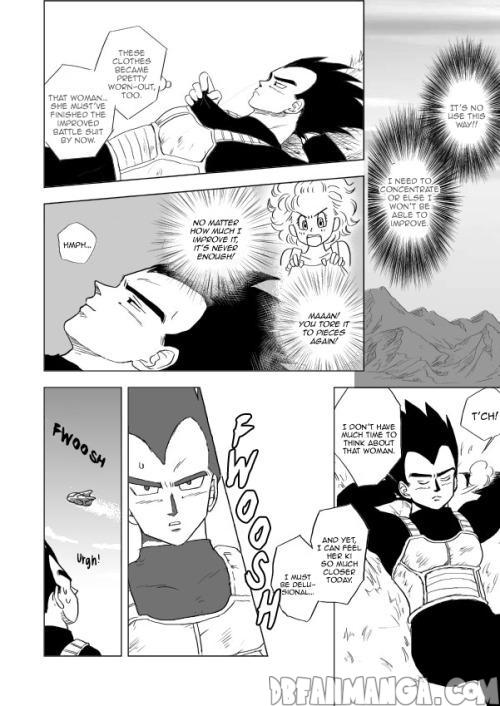 IT'S NO
USE THIS
WAY!!
I NEED TO
CONCENTRATE
OR ELSE I
WON'T BE
ABLE TO
IMPROVE.
THESE
CLOTHES
BECAME
PRETTY
WORN-OUT,
TOO.
THAT WOMAN...
SHE MUST'VE
FINISHED THE
IMPROVED
BATTLE SUIT
BY NOW.
MAAAN!
YOU TORE IT
TO PIECES
AGAIN!
NO MATTER
HOW MUCH I
IMPROVE IT,
IT'S NEVER
ENOUGH!
HMPH...
T'CH!
I DON'T HAVE
MUCH TIME TO
THINK ABOUT
THAT WOMAN.
AND YET,
I CAN FEEL
HER KI
SO MUCH
CLOSER
TODAY.
I MUST
BE DELU-
SIONAL...
FWOOSH
FWOOSH
Urgh!
DBFANMANGA.COM